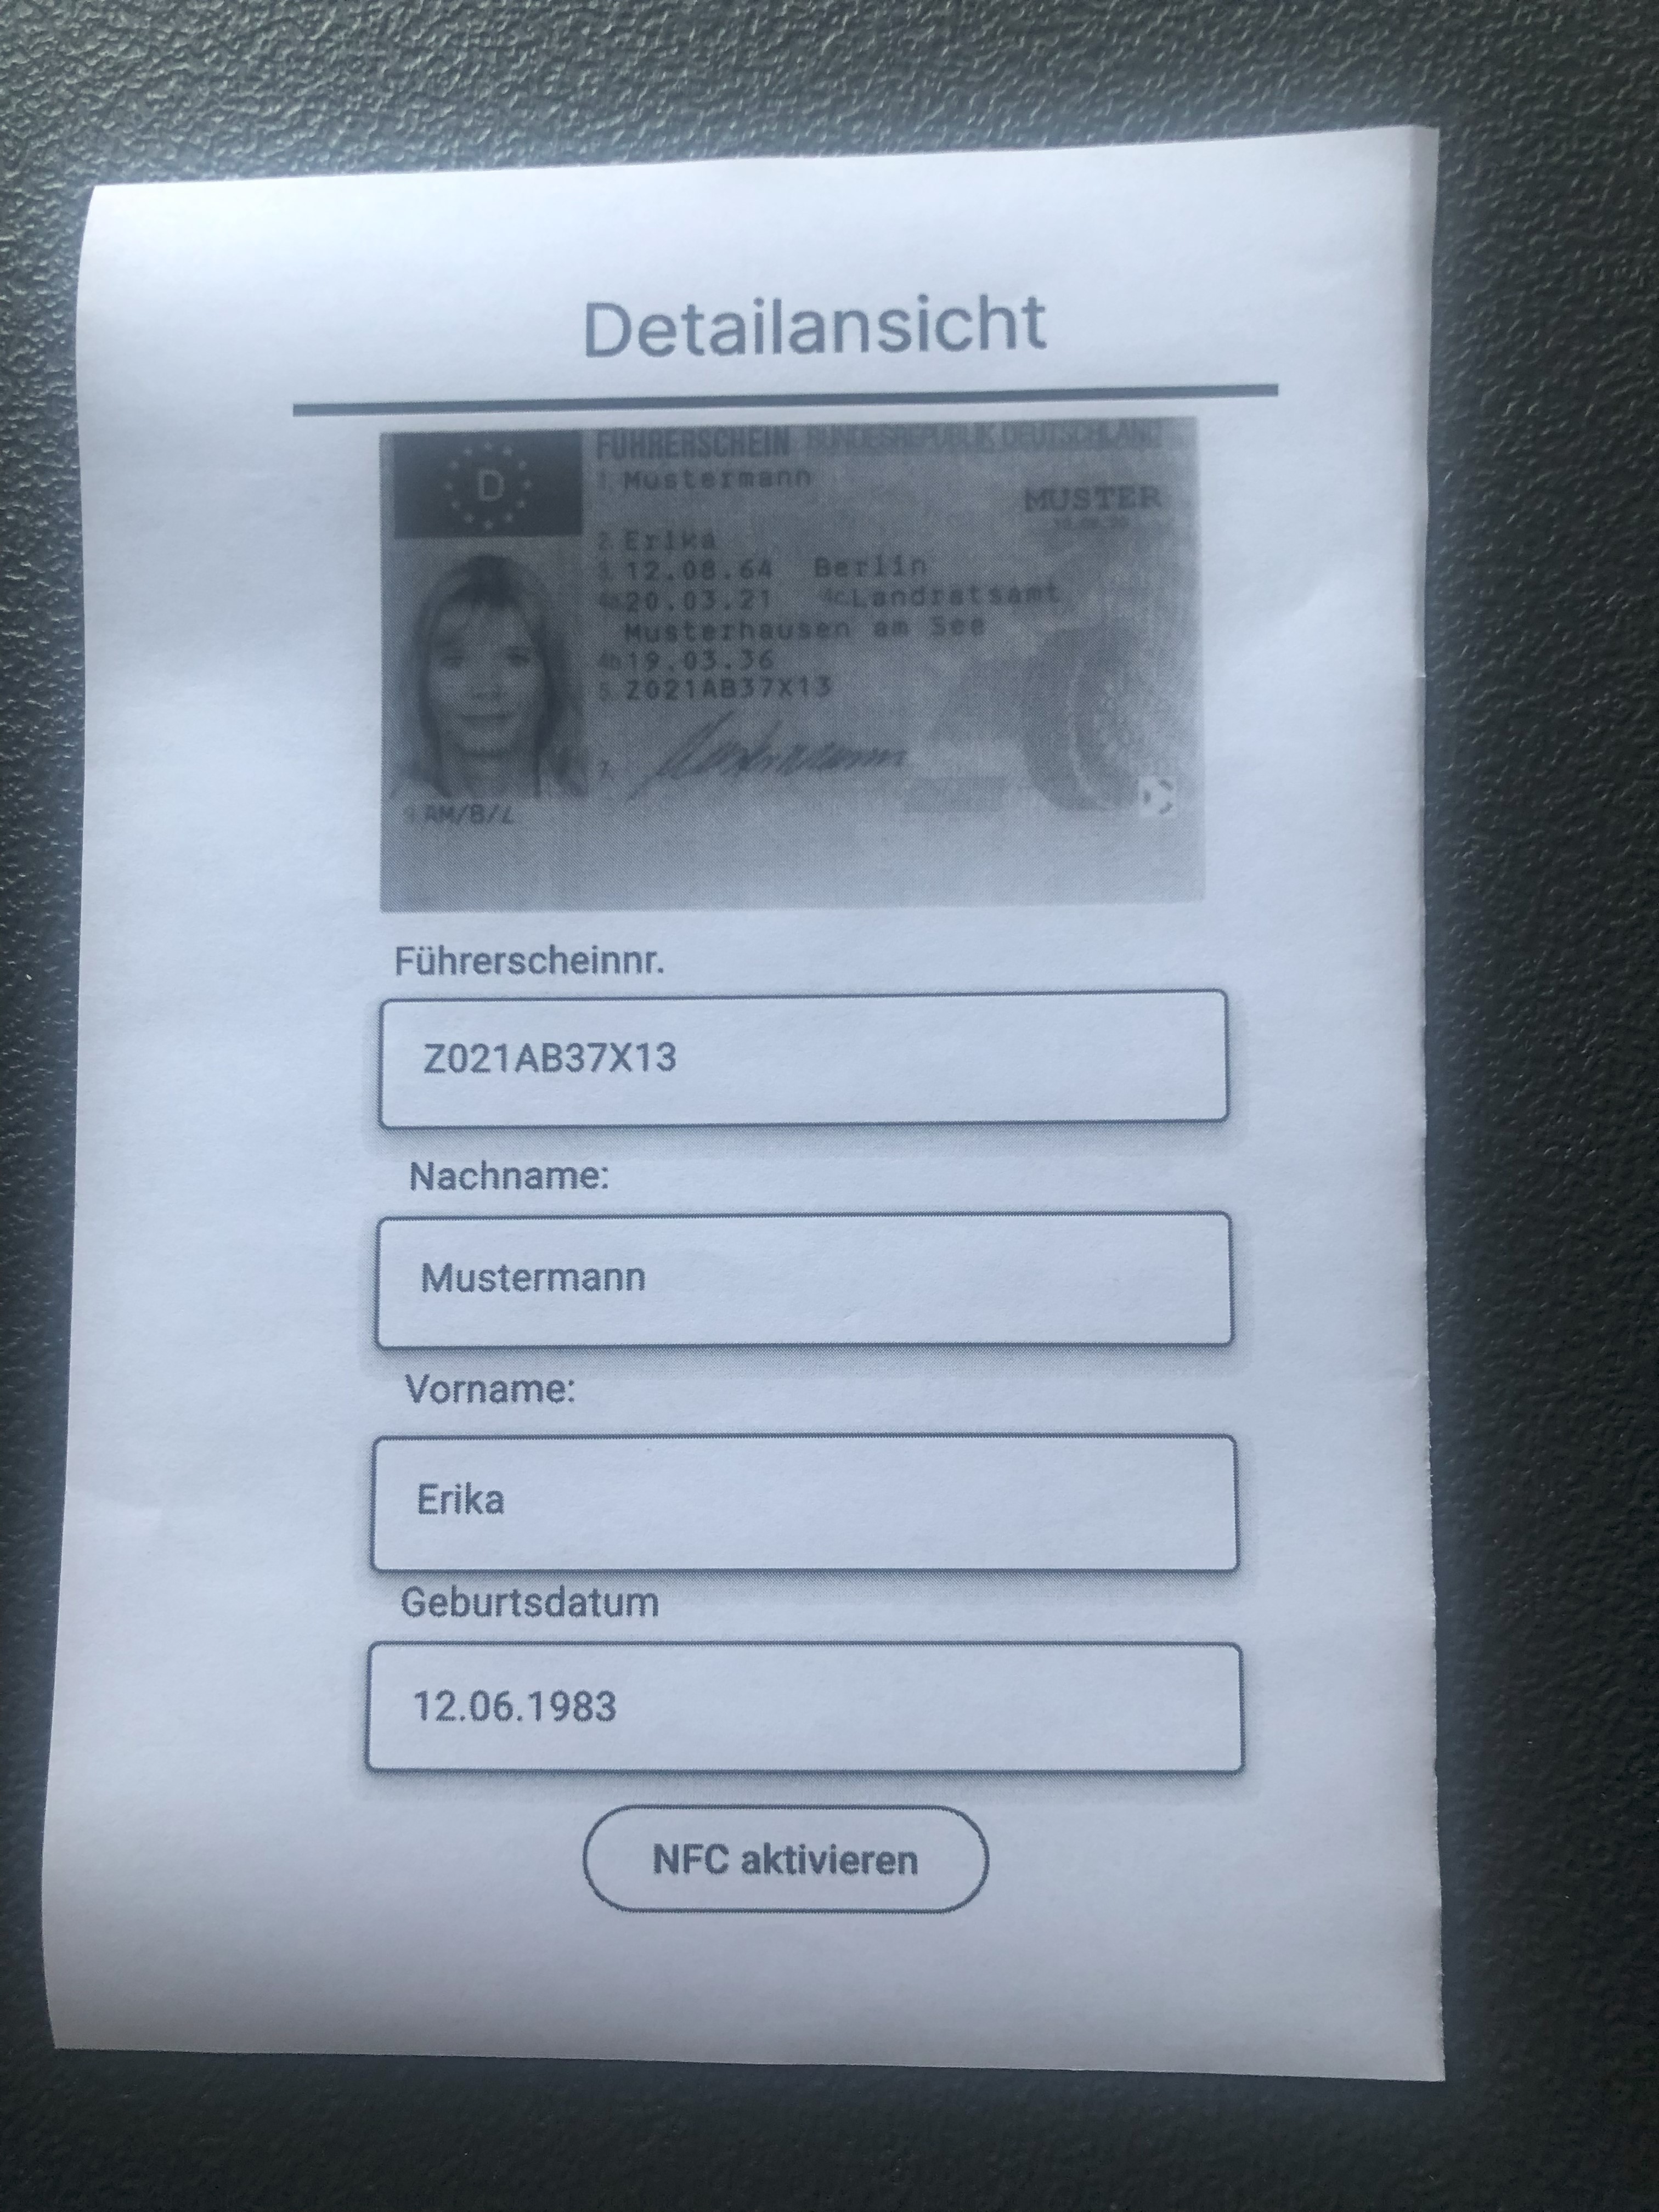 Detailansicht
D
FÜHRERSCHEIN BUNDESREPUBLIK DEUTSCHLAND
1. Mustermann
MUSTER
2. Erika
3. 12.08.64 Berlin
4a 20.03.21 4c Landratsamt
Musterhausen am See
4b 19.03.36
5. Z021AB37X13
7. Mustermann
9. AM/B/L
Führerscheinnr.
Z021AB37X13
Nachname:
Mustermann
Vorname:
Erika
Geburtsdatum
12.06.1983
NFC aktivieren